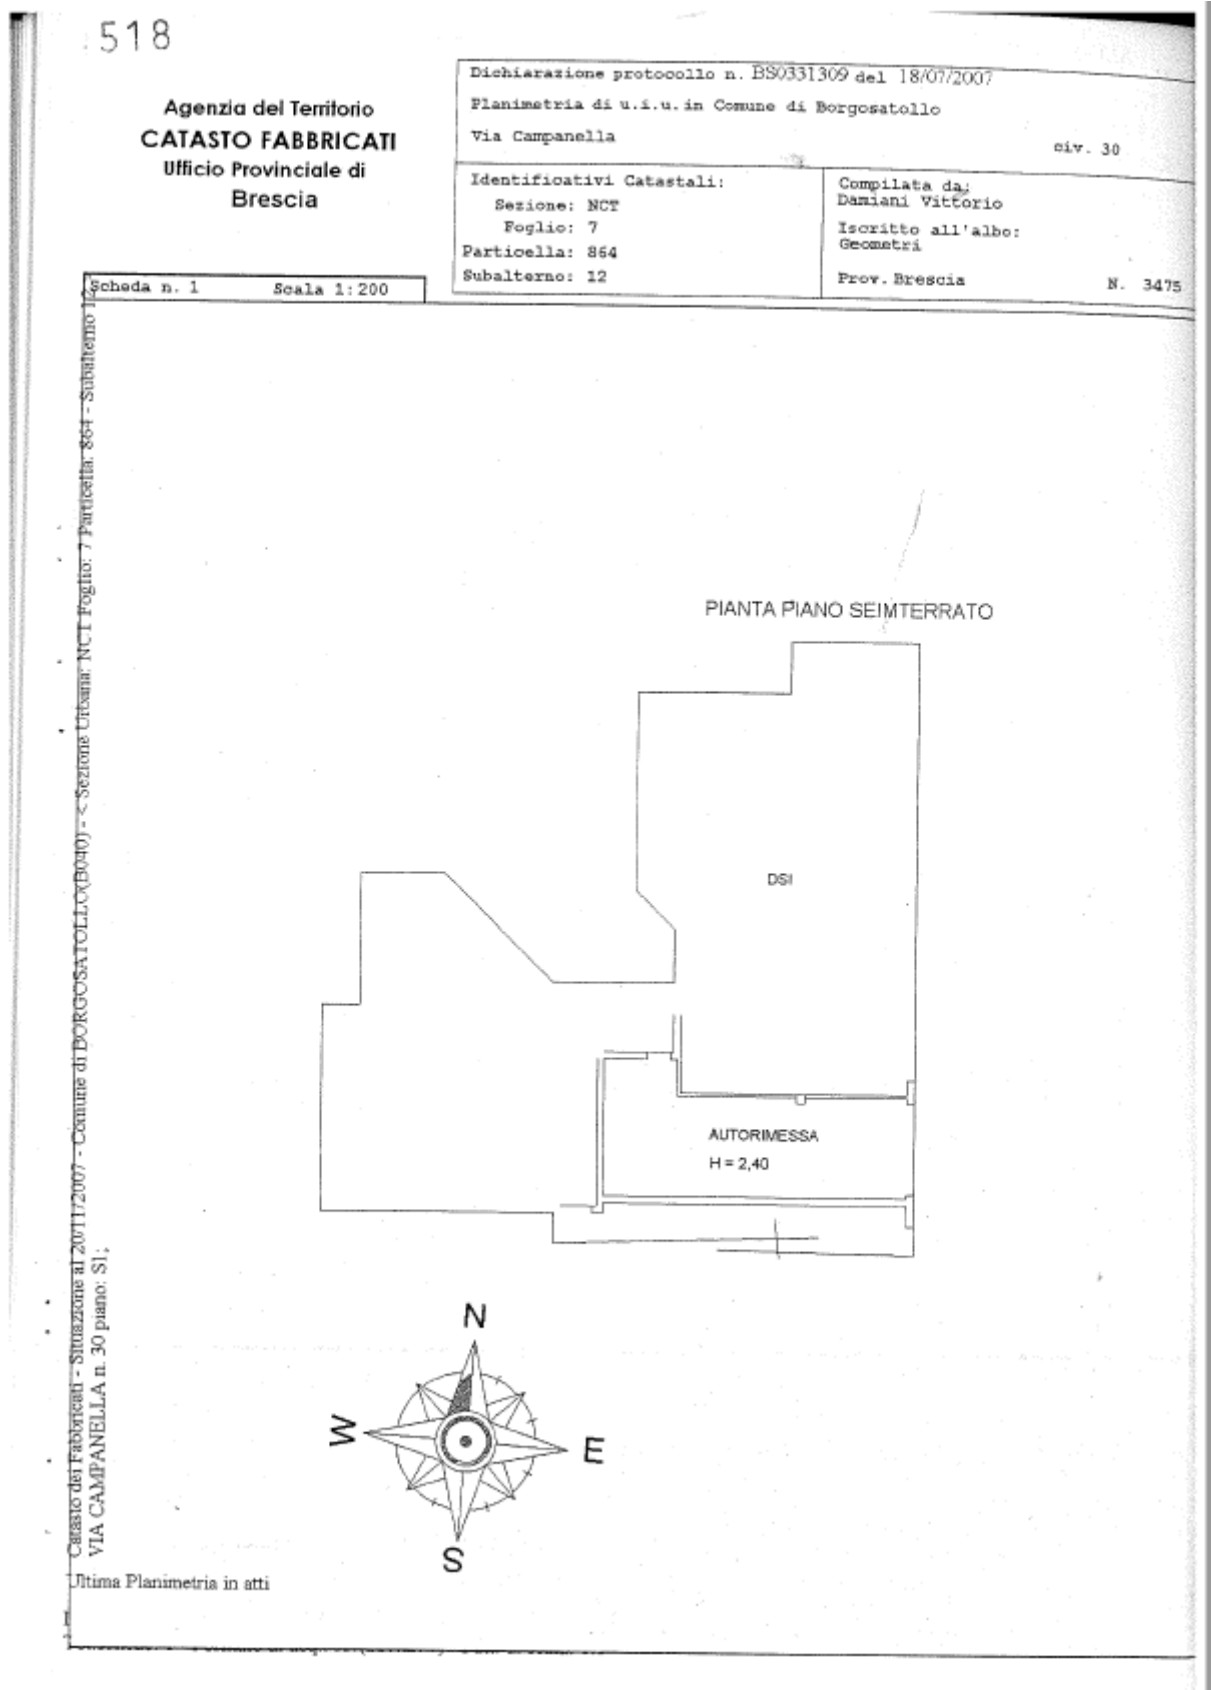 518
Agenzia del Territorio
CATASTO FABBRICATI
Ufficio Provinciale di
Brescia
Dichiarazione protocollo n. BS0331309 del 18/07/2007
Planimetria di u.i.u. in Comune di Borgosatollo
Via Campanella
civ. 30
Identificativi Catastali:
Sezione: NCT
Foglio: 7
Particella: 864
Subalterno: 12
Compilata da:
Damiani Vittorio
Iscritto all'albo:
Geometri
Prov. Brescia
N. 3475
Scheda n. 1
Scala 1:200
PIANTA PIANO SEIMTERRATO
DSI
AUTORIMESSA
H = 2,40
N
W
E
S
Catasto dei Fabbricati - Situazione al 20/11/2007 - Comune di BORGOSATOLLO(B040) - < Sezione Urbana: NCT Foglio: 7 Particella: 864 - Subalterno 12
VIA CAMPANELLA n. 30 piano: S1;
Ultima Planimetria in atti